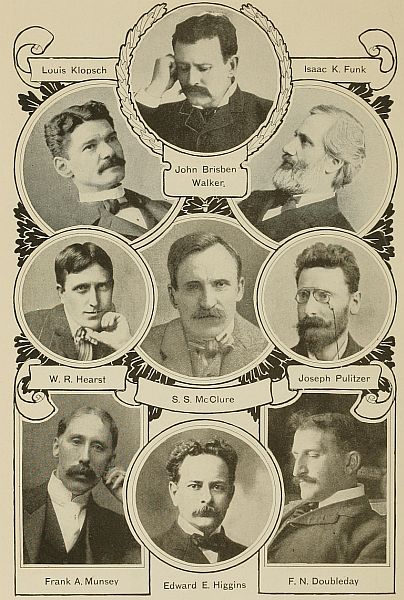 Louis Klopsch
Isaac K. Funk
John Brisben
Walker.
W. R. Hearst
S. S. McClure
Joseph Pulitzer
Frank A. Munsey
Edward E. Higgins
F. N. Doubleday